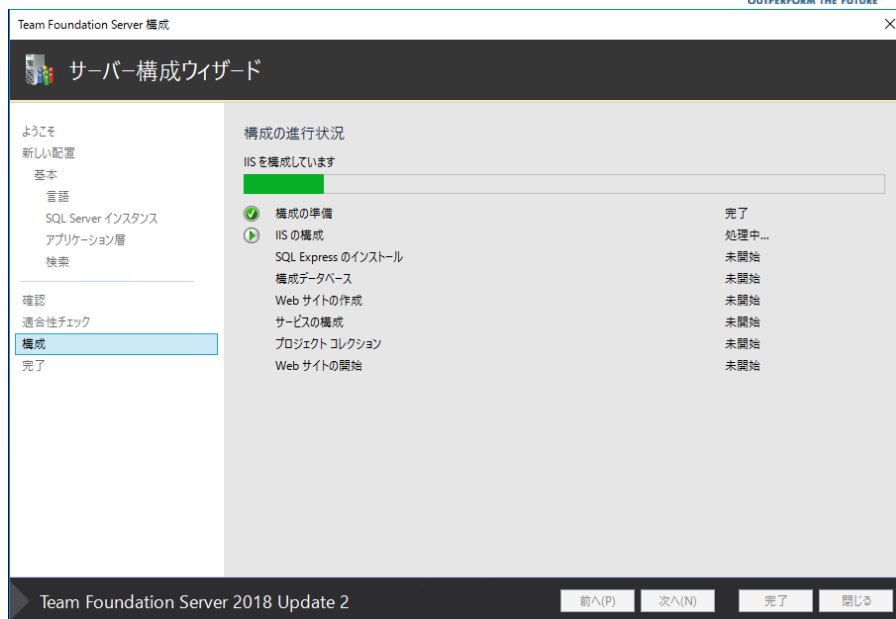 OUTPERFORM THE FUTURE
Team Foundation Server 構成
サーバー構成ウィザード
ようこそ
新しい配置
基本
言語
SQL Server インスタンス
アプリケーション層
検索
確認
適合性チェック
構成
完了
構成の進行状況
IIS を構成しています
構成の準備 完了
IIS の構成 処理中...
SQL Express のインストール 未開始
構成データベース 未開始
Web サイトの作成 未開始
サービスの構成 未開始
プロジェクト コレクション 未開始
Web サイトの開始 未開始
Team Foundation Server 2018 Update 2
前へ(P) 次へ(N) 完了 閉じる